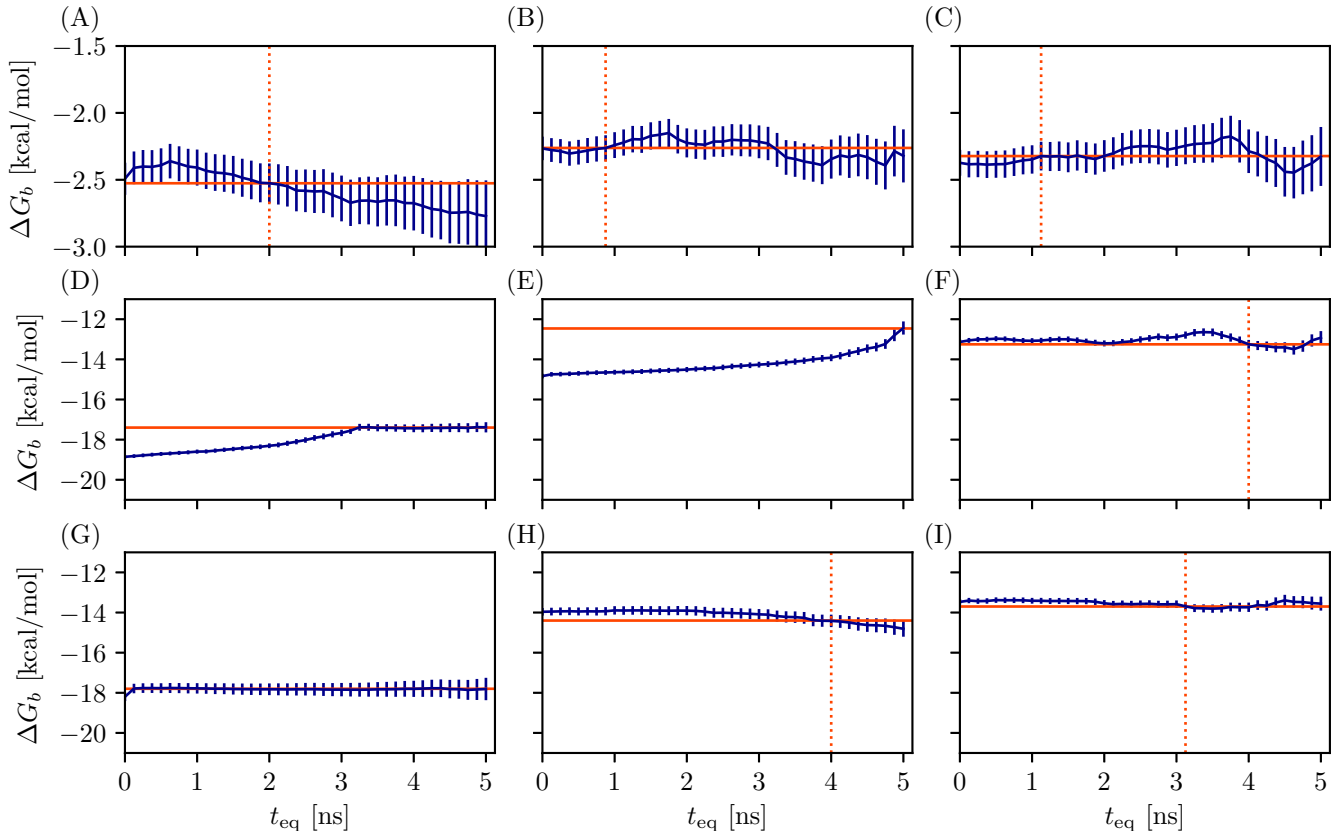 (A) (B) (C)
−1.5
−2.0
−2.5
−3.0
ΔG_b [kcal/mol]
(D) (E) (F)
−12
−14
−16
−18
−20
ΔG_b [kcal/mol]
(G) (H) (I)
−12
−14
−16
−18
−20
ΔG_b [kcal/mol]
0 1 2 3 4 5 0 1 2 3 4 5 0 1 2 3 4 5
t_eq [ns] t_eq [ns] t_eq [ns]